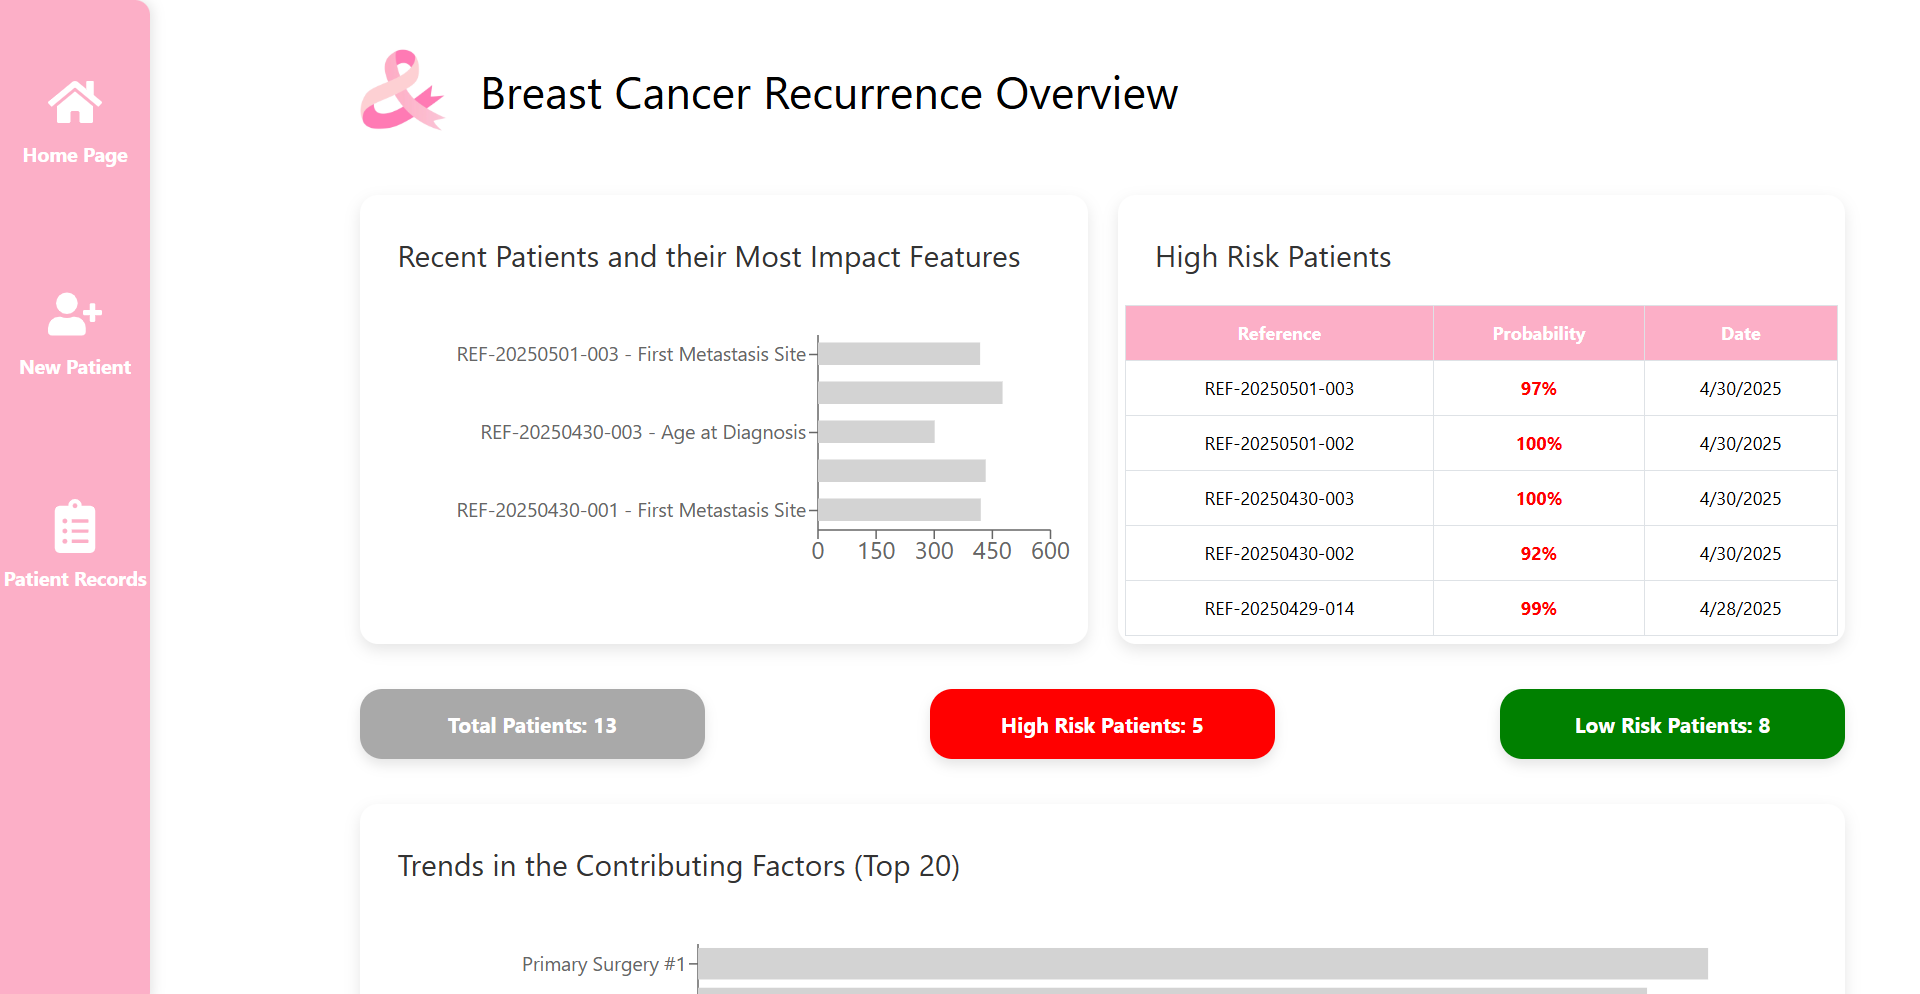 Breast Cancer Recurrence Overview
Home Page
New Patient
Patient Records
Recent Patients and their Most Impact Features
REF-20250501-003 - First Metastasis Site
REF-20250430-003 - Age at Diagnosis
REF-20250430-001 - First Metastasis Site
0 150 300 450 600
High Risk Patients
Reference Probability Date
REF-20250501-003 97% 4/30/2025
REF-20250501-002 100% 4/30/2025
REF-20250430-003 100% 4/30/2025
REF-20250430-002 92% 4/30/2025
REF-20250429-014 99% 4/28/2025
Total Patients: 13
High Risk Patients: 5
Low Risk Patients: 8
Trends in the Contributing Factors (Top 20)
Primary Surgery #1